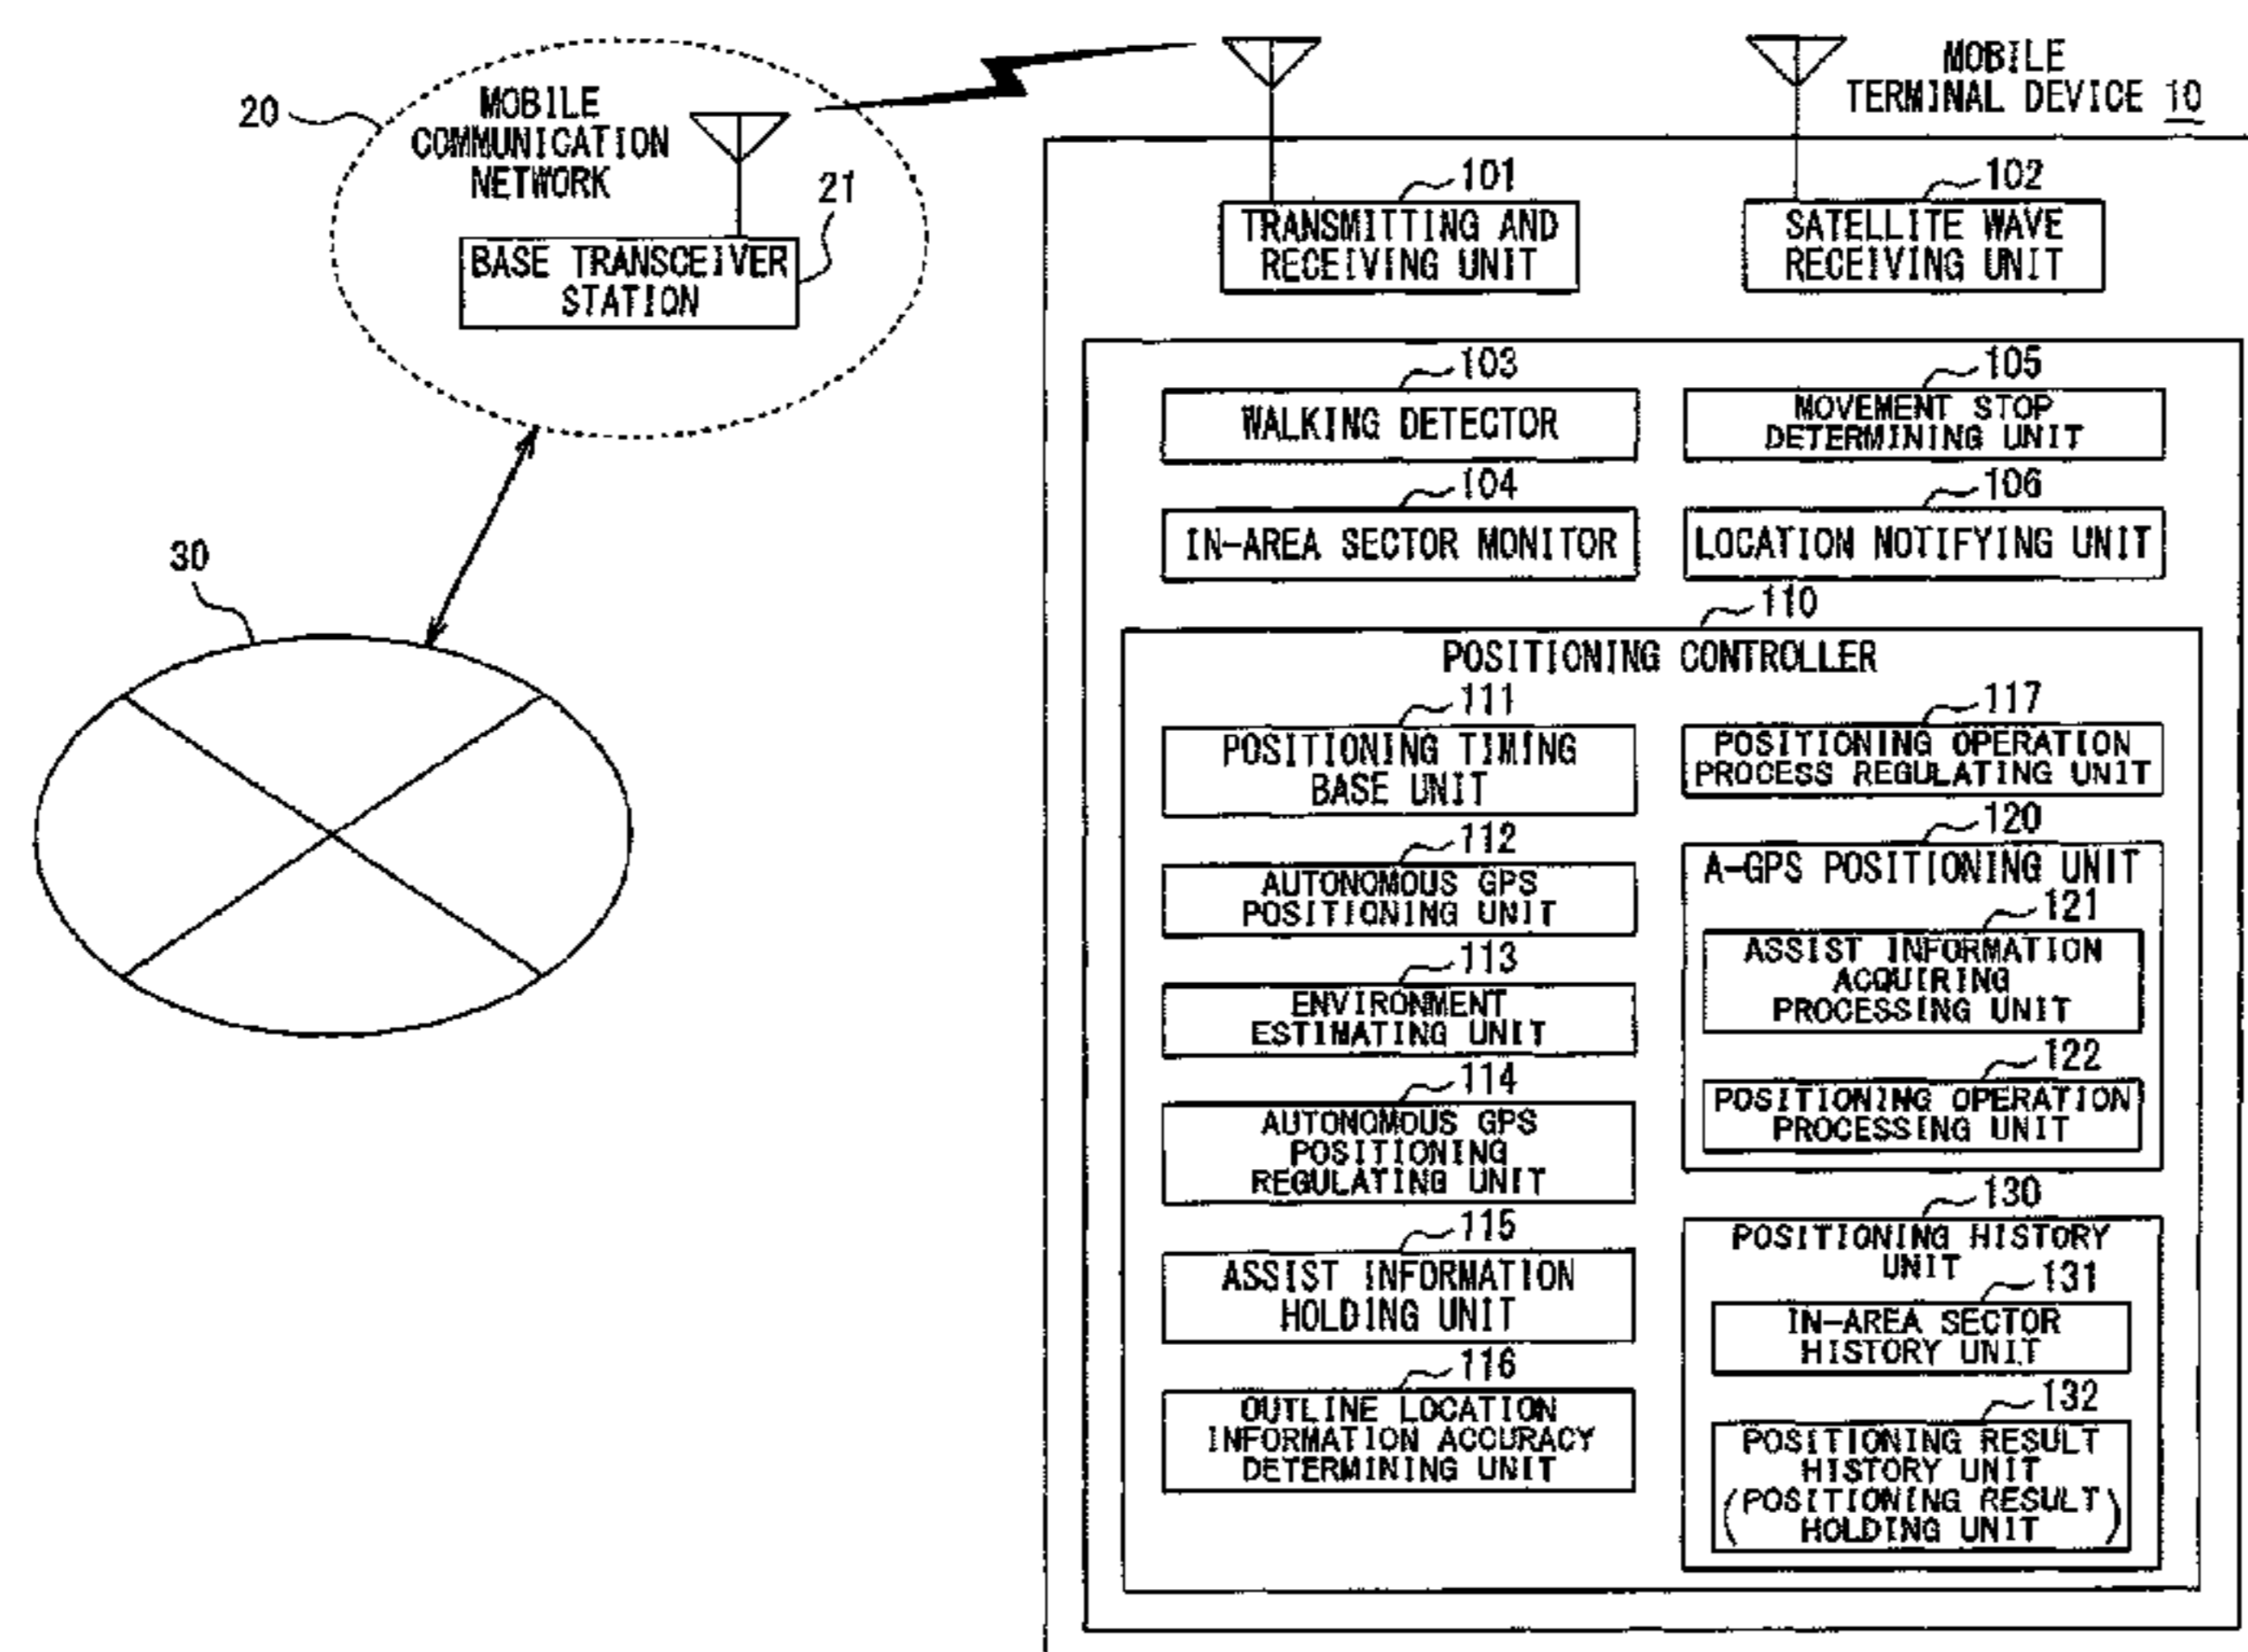 20
MOBILE
COMMUNICATION
NETWORK
21
BASE TRANSCEIVER
STATION
30
MOBILE
TERMINAL DEVICE 10
101
TRANSMITTING AND
RECEIVING UNIT
102
SATELLITE WAVE
RECEIVING UNIT
103
WALKING DETECTOR
105
MOVEMENT STOP
DETERMINING UNIT
104
IN-AREA SECTOR MONITOR
106
LOCATION NOTIFYING UNIT
110
POSITIONING CONTROLLER
111
POSITIONING TIMING
BASE UNIT
112
AUTONOMOUS GPS
POSITIONING UNIT
113
ENVIRONMENT
ESTIMATING UNIT
114
AUTONOMOUS GPS
POSITIONING
REGULATING UNIT
115
ASSIST INFORMATION
HOLDING UNIT
116
OUTLINE LOCATION
INFORMATION ACCURACY
DETERMINING UNIT
117
POSITIONING OPERATION
PROCESS REGULATING UNIT
120
A-GPS POSITIONING UNIT
121
ASSIST INFORMATION
ACQUIRING
PROCESSING UNIT
122
POSITIONING OPERATION
PROCESSING UNIT
130
POSITIONING HISTORY
UNIT
131
IN-AREA SECTOR
HISTORY UNIT
132
POSITIONING RESULT
HISTORY UNIT
(POSITIONING RESULT
HOLDING UNIT)